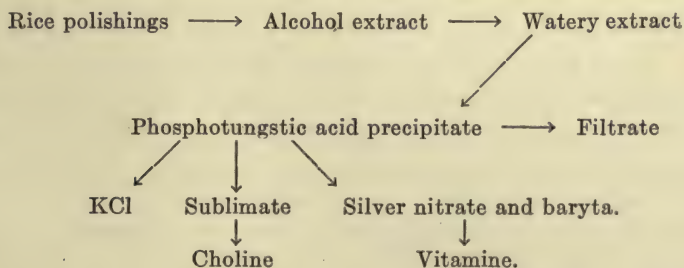 Rice polishings → Alcohol extract → Watery extract
Phosphotungstic acid precipitate → Filtrate
KCl Sublimate Silver nitrate and baryta.
Choline Vitamine.